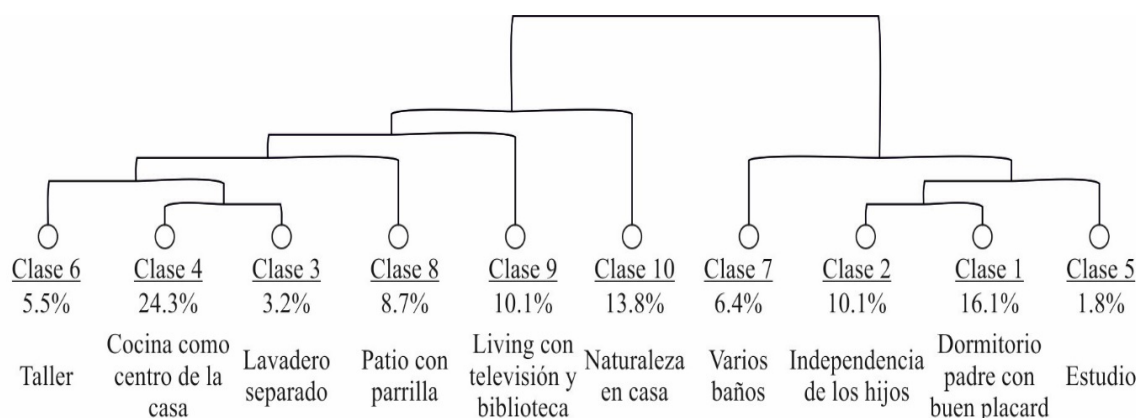 Clase 6 Clase 4 Clase 3 Clase 8 Clase 9 Clase 10 Clase 7 Clase 2 Clase 1 Clase 5
5.5% 24.3% 3.2% 8.7% 10.1% 13.8% 6.4% 10.1% 16.1% 1.8%
Taller
Cocina como
centro de la
casa
Lavadero
separado
Patio con
parrilla
Living con
televisión y
biblioteca
Naturaleza
en casa
Varios
baños
Independencia
de los hijos
Dormitorio
padre con
buen placard
Estudio